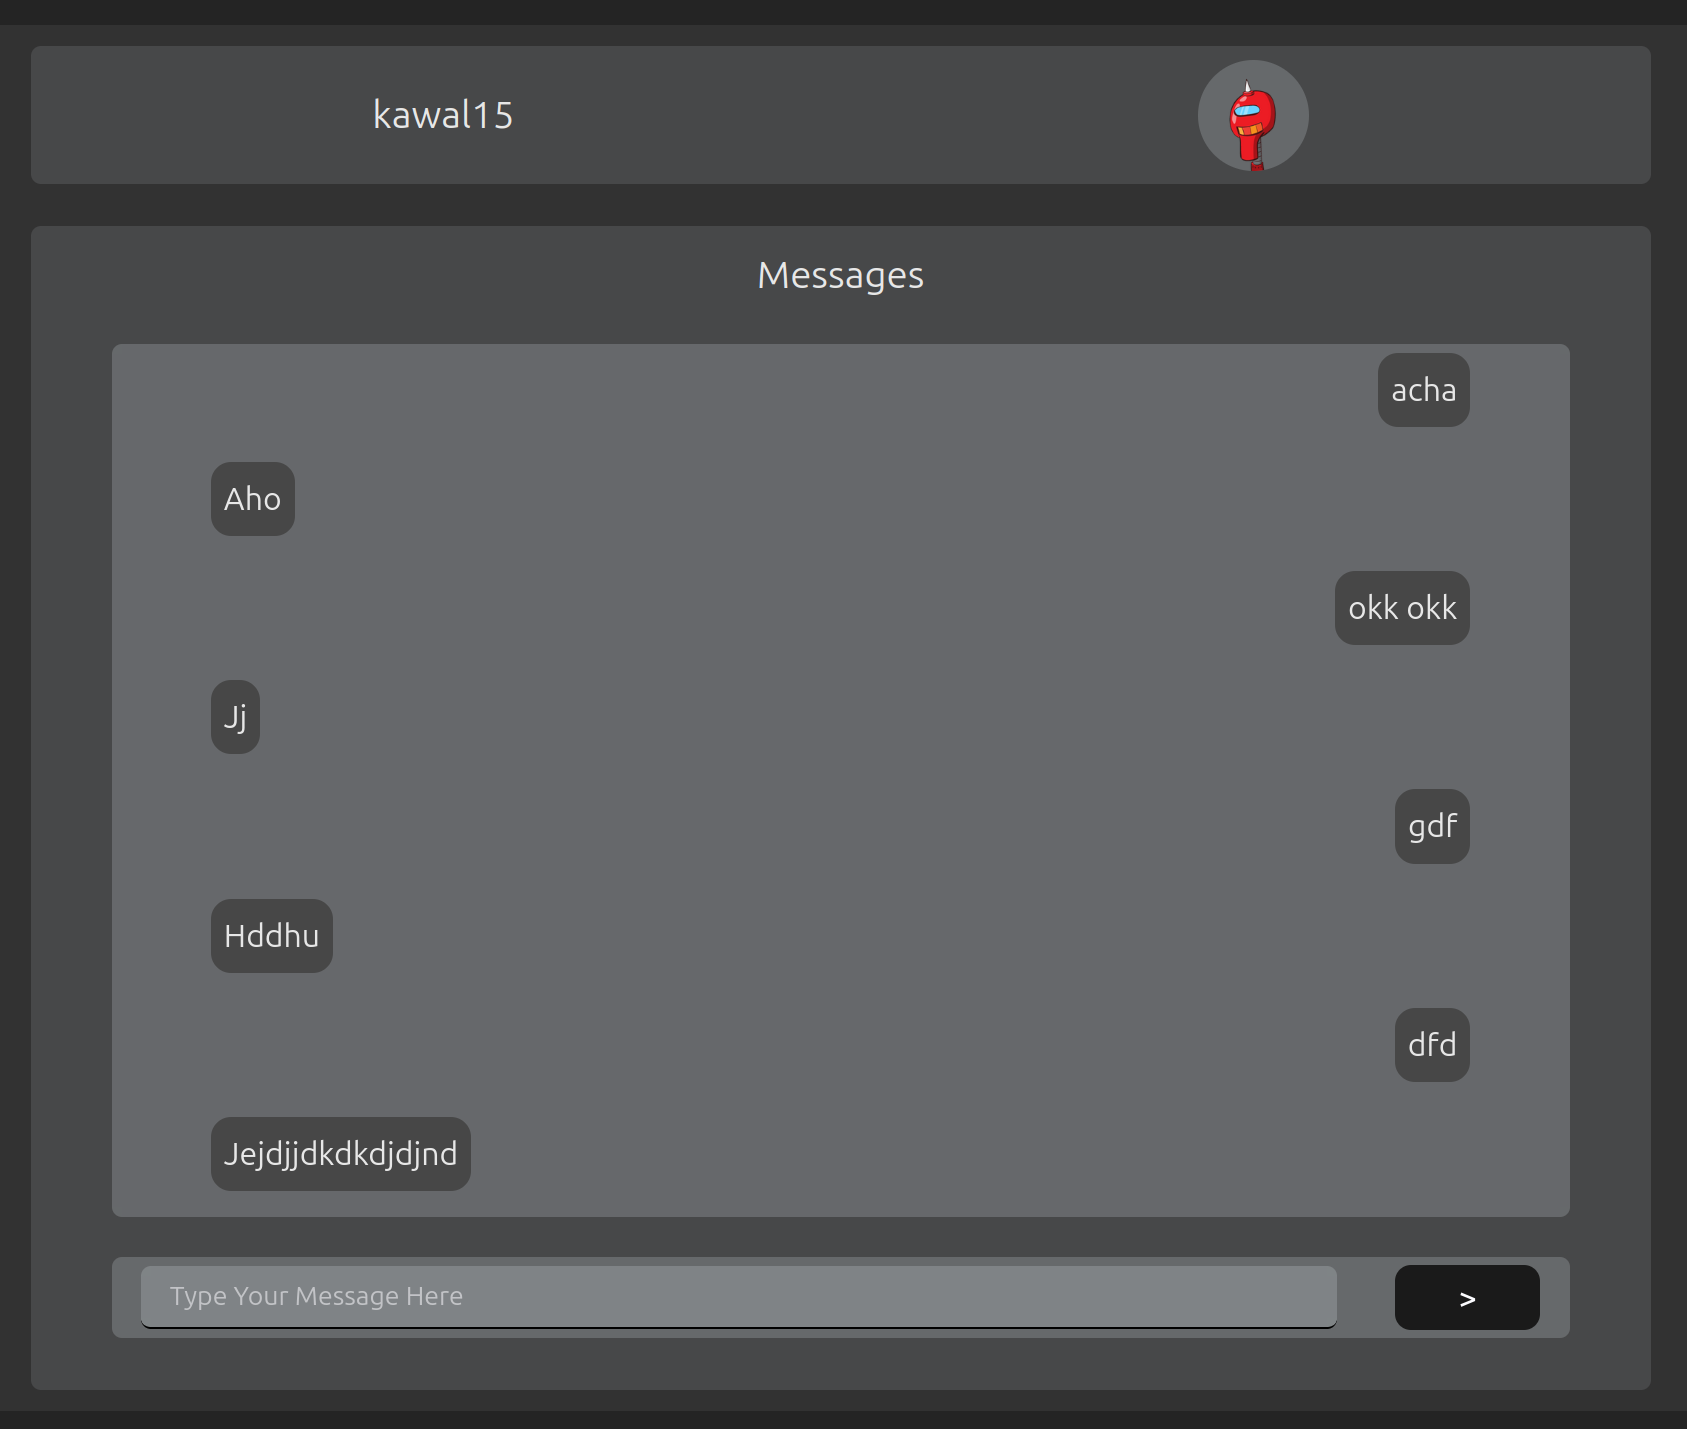 kawal15
Messages
acha
Aho
okk okk
Jj
gdf
Hddhu
dfd
Jejdjjdkdkdjdjnd
Type Your Message Here
>